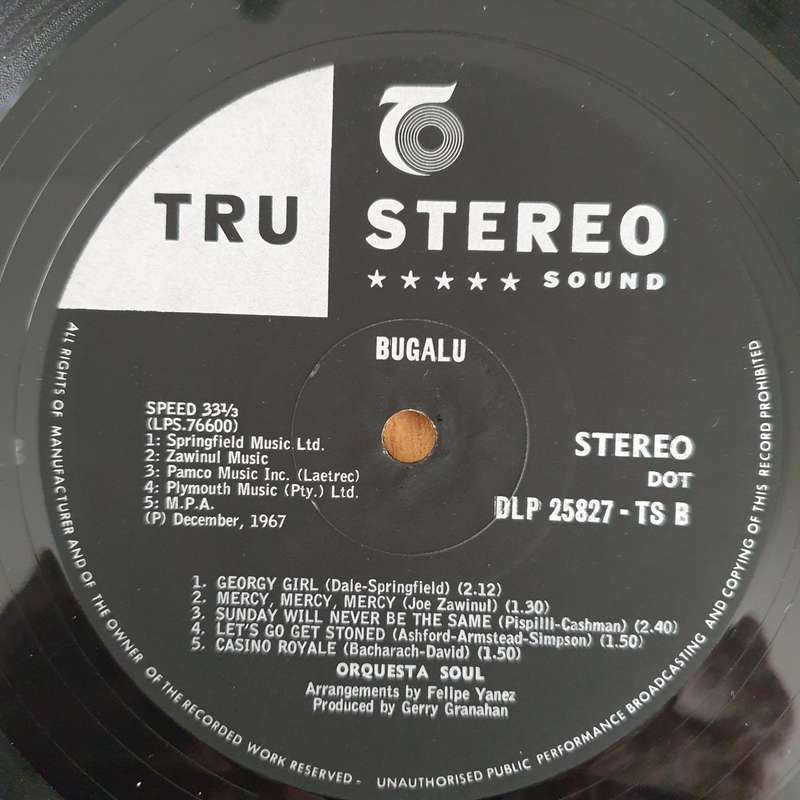 TRU STEREO
★★★★★ SOUND
BUGALU
SPEED 33⅓
(LPS.76600)
1: Springfield Music Ltd.
2: Zawinul Music
3: Pamco Music Inc. (Laetrec)
4: Plymouth Music (Pty.) Ltd.
5: M.P.A.
(P) December, 1967
STEREO
DOT
DLP 25827 - TS B
1. GEORGY GIRL (Dale-Springfield) (2.12)
2. MERCY, MERCY, MERCY (Joe Zawinul) (1.30)
3. SUNDAY WILL NEVER BE THE SAME (Pispilli-Cashman) (2.40)
4. LET'S GO GET STONED (Ashford-Armstead-Simpson) (1.50)
5. CASINO ROYALE (Bacharach-David) (1.50)
ORQUESTA SOUL
Arrangements by Felipe Yanez
Produced by Gerry Granahan
ALL RIGHTS OF MANUFACTURER AND OF THE OWNER OF THE RECORDED WORK RESERVED - UNAUTHORISED PUBLIC PERFORMANCE BROADCASTING AND COPYING OF THIS RECORD PROHIBITED